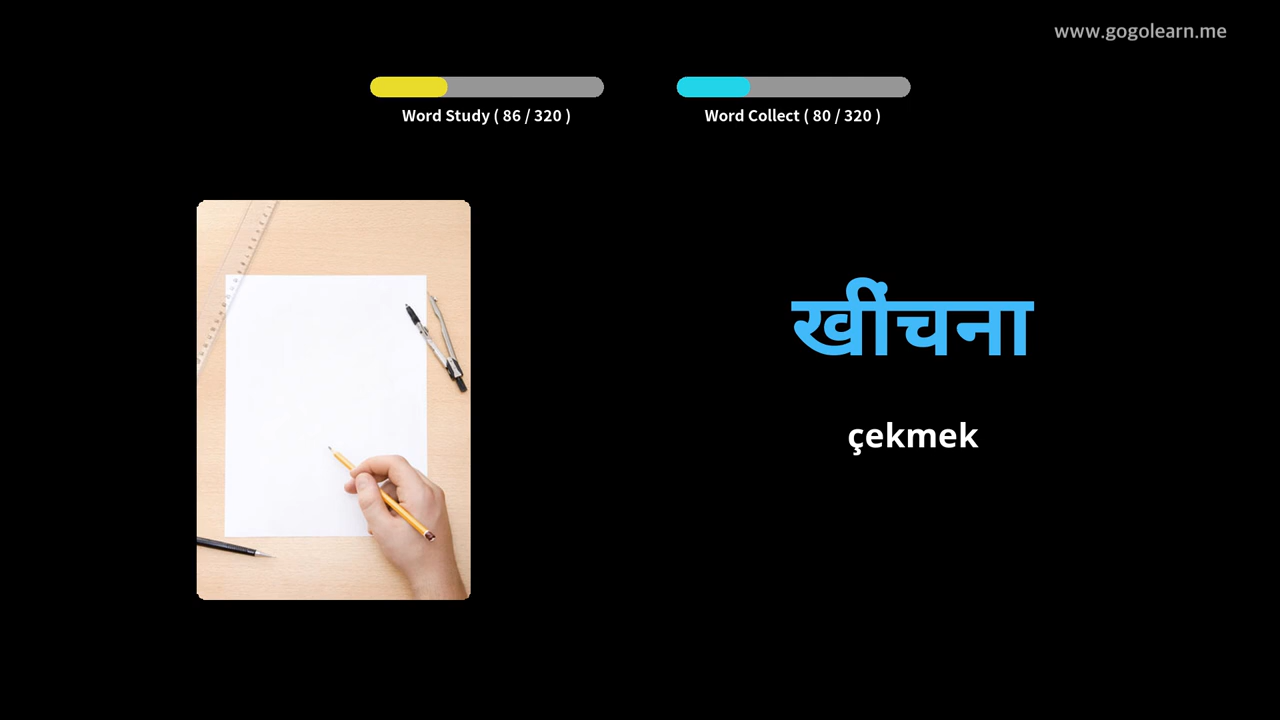 www.gogolearn.me
Word Study ( 86 / 320 )
Word Collect ( 80 / 320 )
खींचना
çekmek